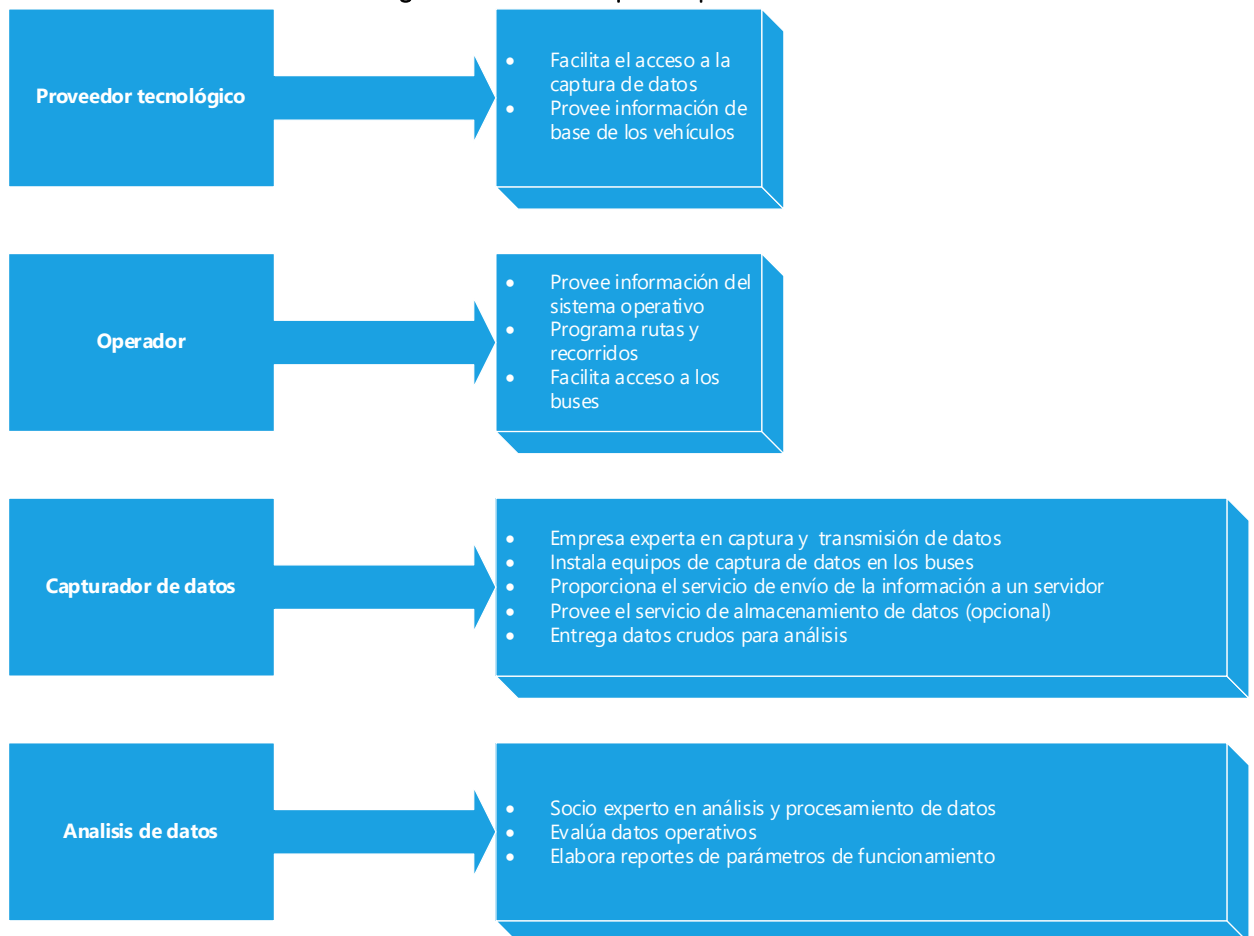 Proveedor tecnológico
• Facilita el acceso a la
captura de datos
• Provee información de
base de los vehículos
Operador
• Provee información del
sistema operativo
• Programa rutas y
recorridos
• Facilita acceso a los
buses
Capturador de datos
• Empresa experta en captura y transmisión de datos
• Instala equipos de captura de datos en los buses
• Proporciona el servicio de envío de la información a un servidor
• Provee el servicio de almacenamiento de datos (opcional)
• Entrega datos crudos para análisis
Analisis de datos
• Socio experto en análisis y procesamiento de datos
• Evalúa datos operativos
• Elabora reportes de parámetros de funcionamiento